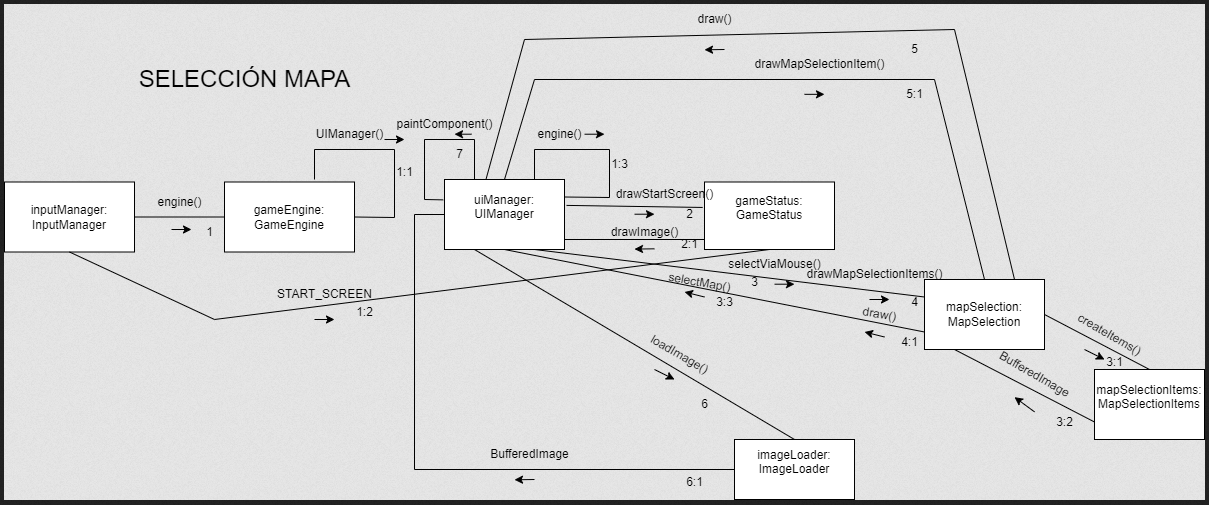 draw()
5
drawMapSelectionItem()
5:1
SELECCIÓN MAPA
UIManager()
1:1
paintComponent()
7
engine()
1:3
inputManager:
InputManager
engine()
1
gameEngine:
GameEngine
uiManager:
UIManager
drawStartScreen()
2
drawImage()
2:1
gameStatus:
GameStatus
START_SCREEN
1:2
selectViaMouse()
3
drawMapSelectionItems()
4
selectMap()
3:3
draw()
4:1
mapSelection:
MapSelection
createItems()
3:1
BufferedImage
3:2
mapSelectionItems:
MapSelectionItems
loadImage()
6
BufferedImage
6:1
imageLoader:
ImageLoader